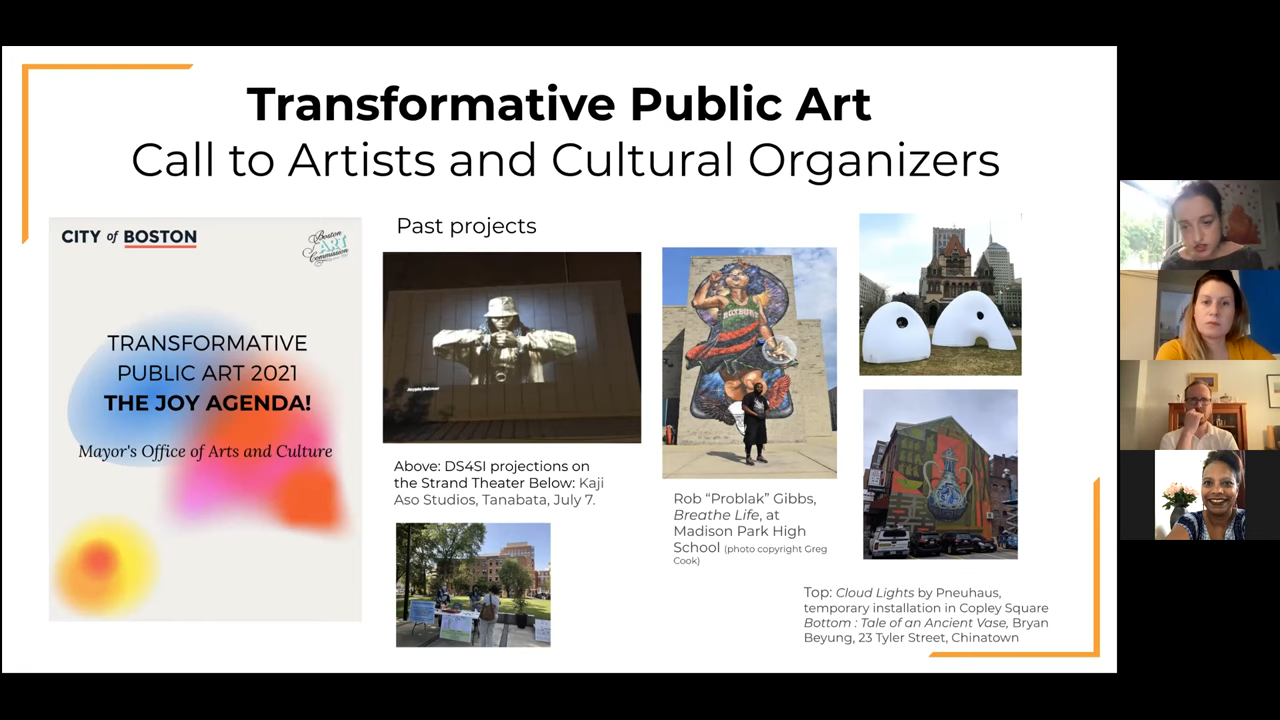 Transformative Public Art
Call to Artists and Cultural Organizers
CITY of BOSTON
Boston
ART
Commission
TRANSFORMATIVE
PUBLIC ART 2021
THE JOY AGENDA!
Mayor's Office of Arts and Culture
Past projects
Above: DS4SI projections on
the Strand Theater Below: Kaji
Aso Studios, Tanabata, July 7.
ROXBURY
Rob “Problak” Gibbs,
Breathe Life, at
Madison Park High
School (photo copyright Greg
Cook)
Top: Cloud Lights by Pneuhaus,
temporary installation in Copley Square
Bottom : Tale of an Ancient Vase, Bryan
Beyung, 23 Tyler Street, Chinatown